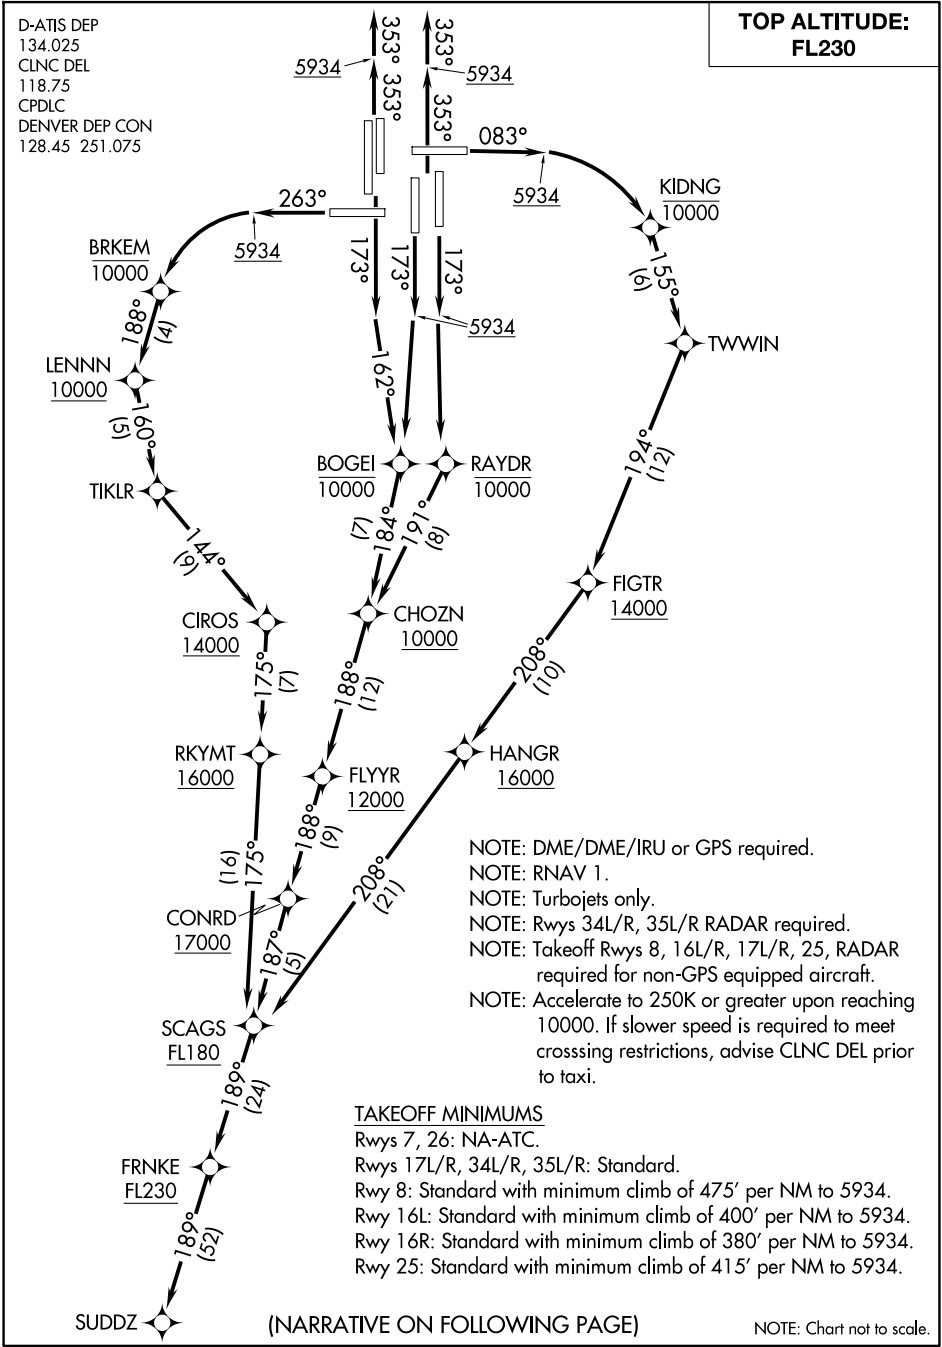 D-ATIS DEP
134.025
CLNC DEL
118.75
CPDLC
DENVER DEP CON
128.45 251.075
TOP ALTITUDE:
FL230
353°
353°
5934
353°
353°
5934
083°
5934
KIDNG
10000
155°
(6)
TWWIN
263°
5934
BRKEM
10000
188°
(4)
LENNN
10000
160°
(5)
TIKLR
173°
173°
173°
5934
162°
BOGEI
10000
RAYDR
10000
194°
(12)
184°
(7)
191°
(8)
144°
(9)
FIGTR
14000
CIROS
14000
CHOZN
10000
175°
(7)
188°
(12)
208°
(10)
RKYMT
16000
FLYYR
12000
HANGR
16000
188°
(9)
175°
(16)
208°
(21)
CONRD
17000
187°
(5)
SCAGS
FL180
189°
(24)
FRNKE
FL230
189°
(52)
SUDDZ
NOTE: DME/DME/IRU or GPS required.
NOTE: RNAV 1.
NOTE: Turbojets only.
NOTE: Rwys 34L/R, 35L/R RADAR required.
NOTE: Takeoff Rwys 8, 16L/R, 17L/R, 25, RADAR
required for non-GPS equipped aircraft.
NOTE: Accelerate to 250K or greater upon reaching
10000. If slower speed is required to meet
crosssing restrictions, advise CLNC DEL prior
to taxi.
TAKEOFF MINIMUMS
Rwys 7, 26: NA-ATC.
Rwys 17L/R, 34L/R, 35L/R: Standard.
Rwy 8: Standard with minimum climb of 475' per NM to 5934.
Rwy 16L: Standard with minimum climb of 400' per NM to 5934.
Rwy 16R: Standard with minimum climb of 380' per NM to 5934.
Rwy 25: Standard with minimum climb of 415' per NM to 5934.
(NARRATIVE ON FOLLOWING PAGE)
NOTE: Chart not to scale.